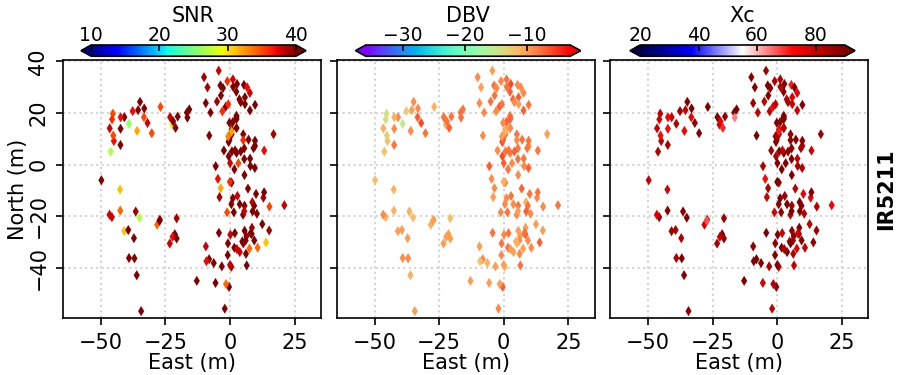 SNR DBV Xc
10 20 30 40 −30 −20 −10 20 40 60 80
40
20
0
−20
−40
North (m)
−50 −25 0 25 −50 −25 0 25 −50 −25 0 25
East (m) East (m) East (m)
IR5211